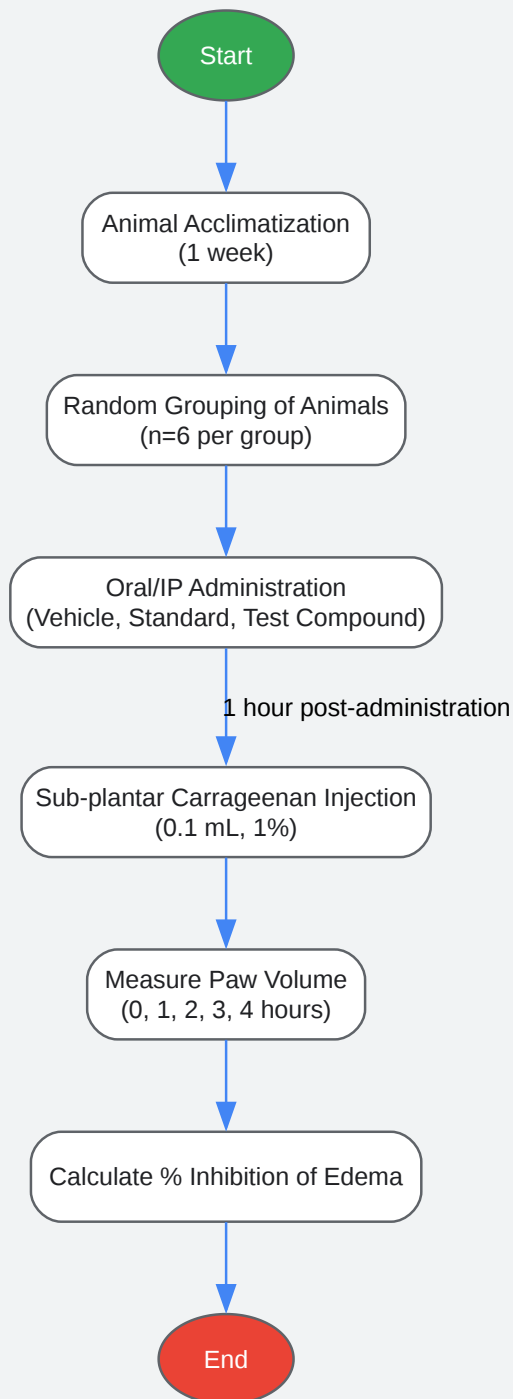 Start
Animal Acclimatization
(1 week)
Random Grouping of Animals
(n=6 per group)
Oral/IP Administration
(Vehicle, Standard, Test Compound)
1 hour post-administration
Sub-plantar Carrageenan Injection
(0.1 mL, 1%)
Measure Paw Volume
(0, 1, 2, 3, 4 hours)
Calculate % Inhibition of Edema
End